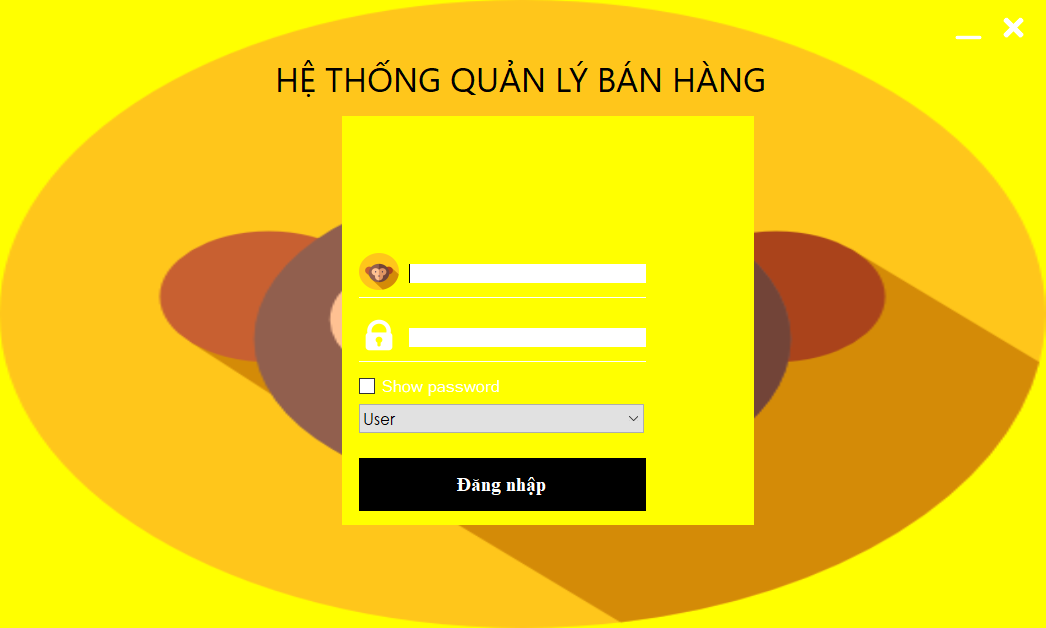 HỆ THỐNG QUẢN LÝ BÁN HÀNG
Show password
User
Đăng nhập